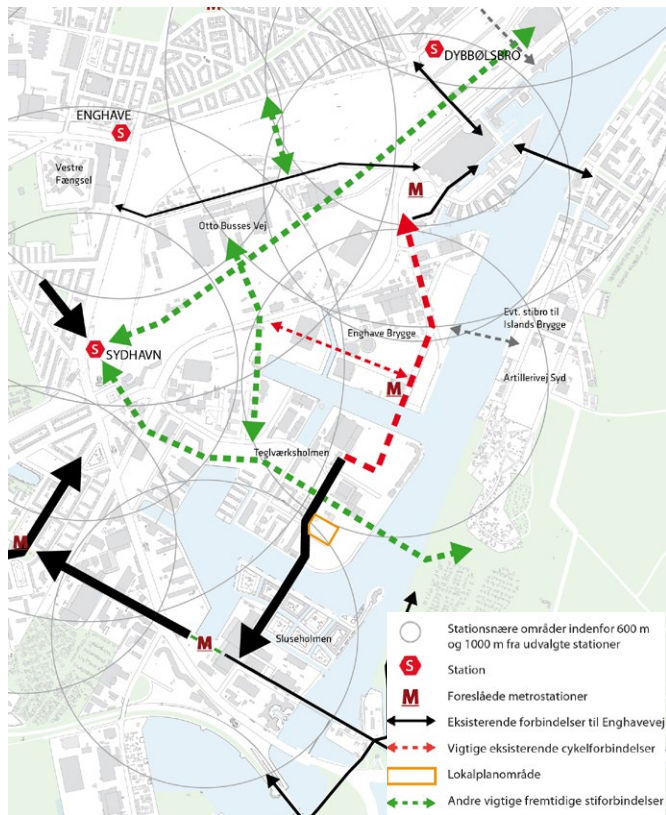 S
DYBBØLSBRO
ENGHAVE
S
Vestre
Fængsel
M
Otto Busses Vej
Evt. stibro til
Islands Brygge
Enghave Brygge
S
SYDHAVN
Artillerivej Syd
M
Teglværksholmen
M
Sluseholmen
M
Stationsnære områder indenfor 600 m
og 1000 m fra udvalgte stationer
S
Station
M
Foreslåede metrostationer
Eksisterende forbindelser til Enghavevej
Vigtige eksisterende cykelforbindelser
Lokalplanområde
Andre vigtige fremtidige stiforbindelser